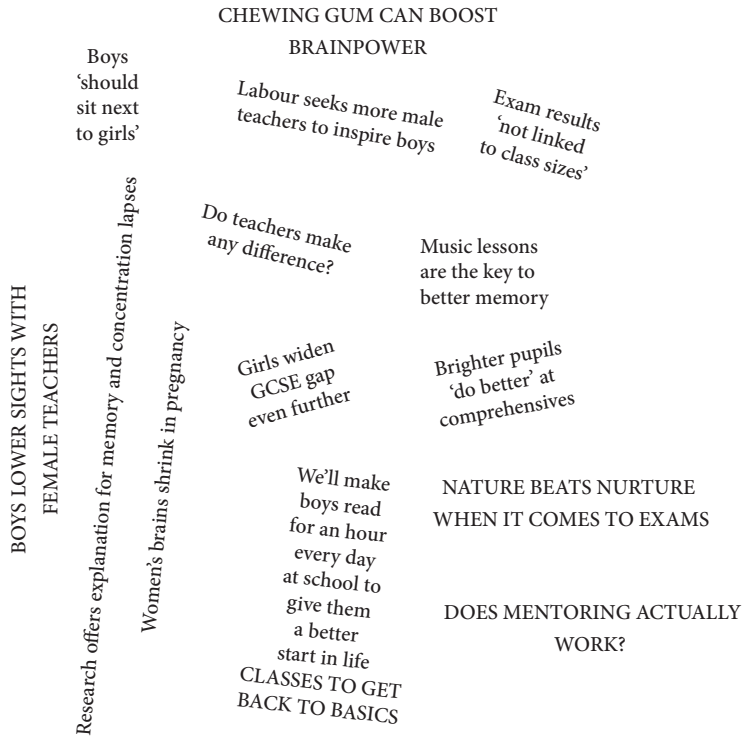 CHEWING GUM CAN BOOST
BRAINPOWER
Boys
‘should
sit next
to girls’
Labour seeks more male
teachers to inspire boys
Exam results
‘not linked
to class sizes’
Do teachers make
any difference?
Music lessons
are the key to
better memory
BOYS LOWER SIGHTS WITH
FEMALE TEACHERS
Research offers explanation for memory and concentration lapses
Women’s brains shrink in pregnancy
Girls widen
GCSE gap
even further
Brighter pupils
‘do better’ at
comprehensives
We’ll make
boys read
for an hour
every day
at school to
give them
a better
start in life
NATURE BEATS NURTURE
WHEN IT COMES TO EXAMS
DOES MENTORING ACTUALLY
WORK?
CLASSES TO GET
BACK TO BASICS